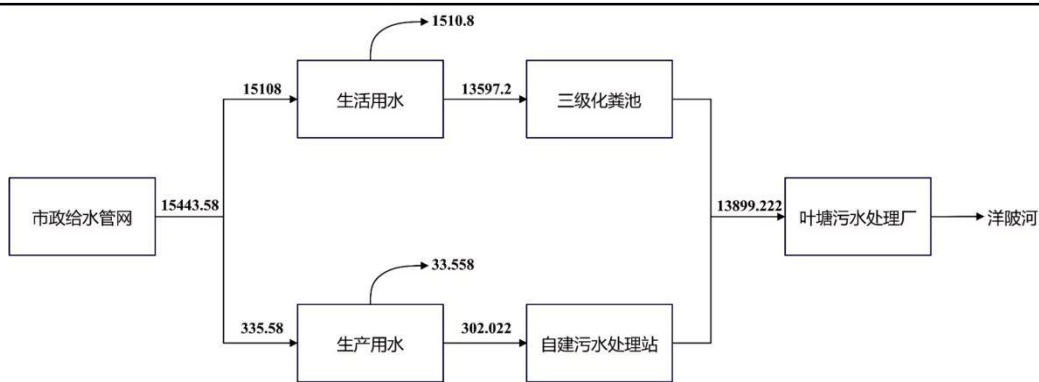 1510.8
15108
生活用水
13597.2
三级化粪池
市政给水管网
15443.58
13899.222
叶塘污水处理厂
洋陂河
33.558
335.58
生产用水
302.022
自建污水处理站